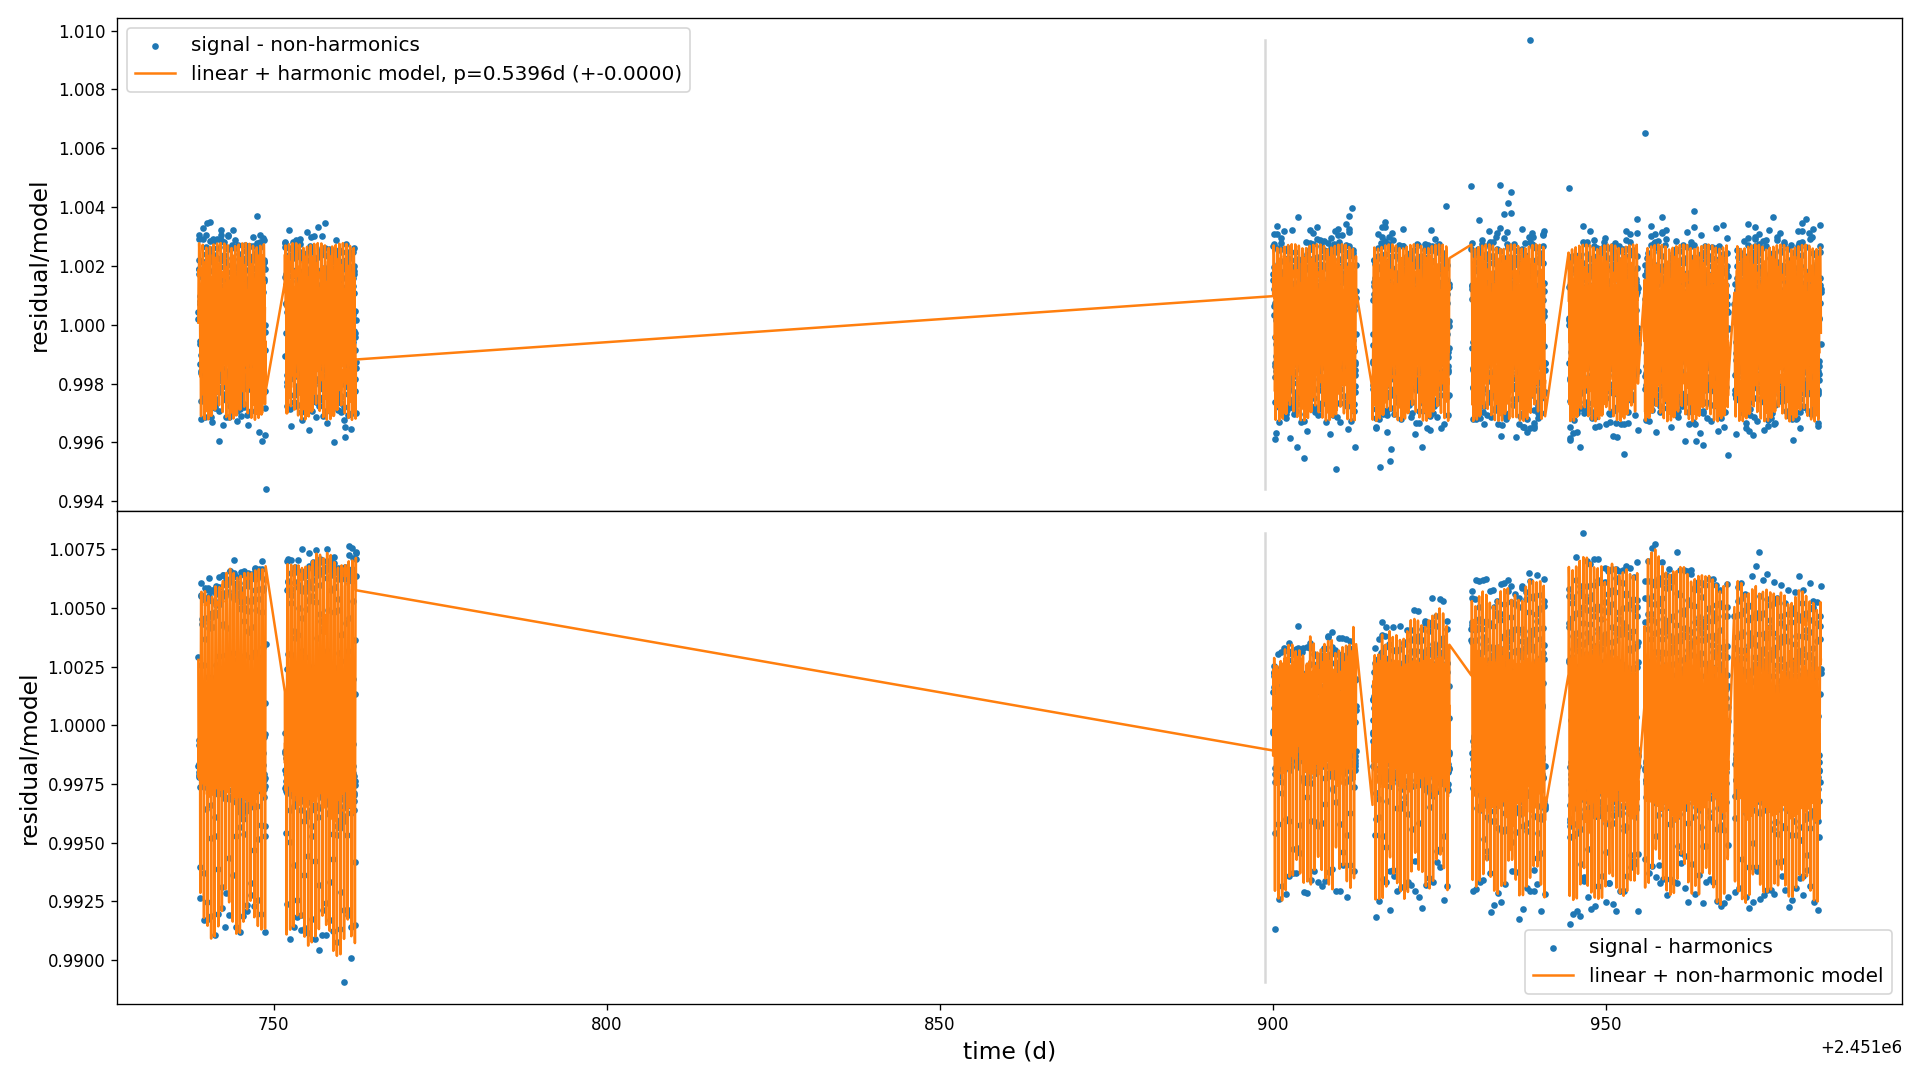 1.010
1.008
1.006
1.004
1.002
1.000
0.998
0.996
0.994
residual/model
signal - non-harmonics
linear + harmonic model, p=0.5396d (+-0.0000)
1.0075
1.0050
1.0025
1.0000
0.9975
0.9950
0.9925
0.9900
residual/model
signal - harmonics
linear + non-harmonic model
750
800
850
900
950
time (d)
+2.451e6